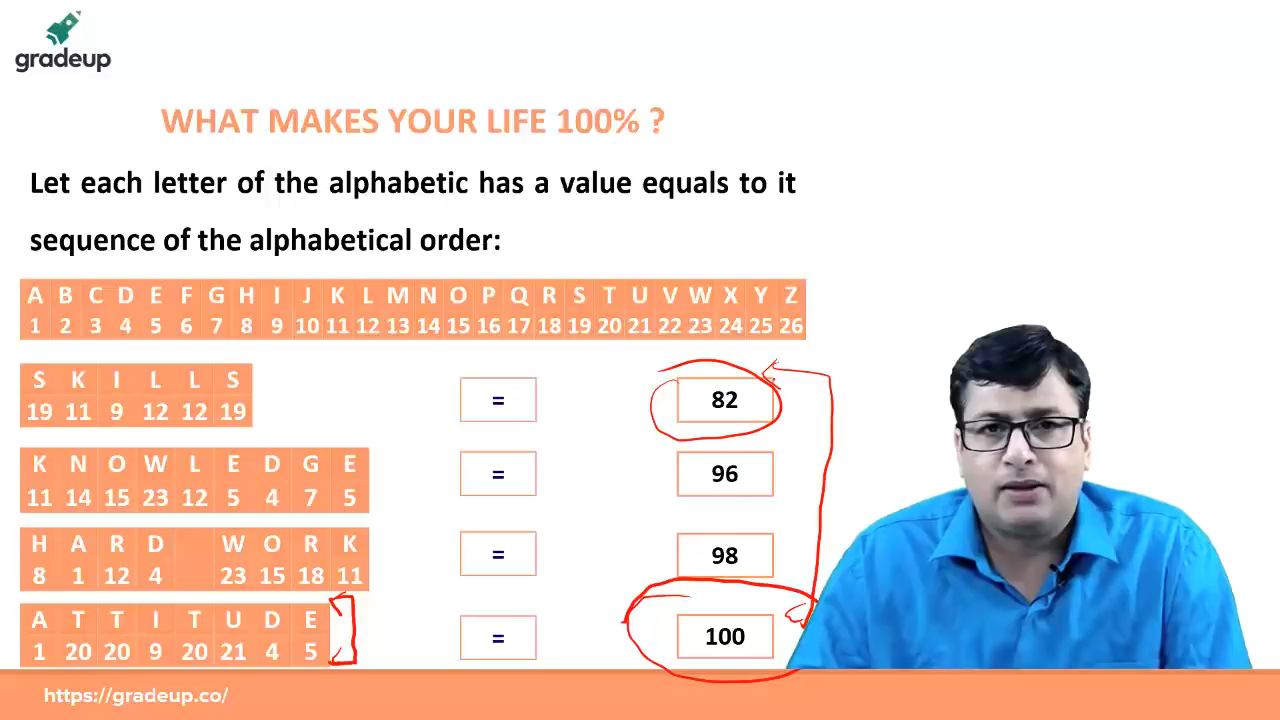 gradeup
WHAT MAKES YOUR LIFE 100% ?
Let each letter of the alphabetic has a value equals to it
sequence of the alphabetical order:
A B C D E F G H I J K L M N O P Q R S T U V W X Y Z
1 2 3 4 5 6 7 8 9 10 11 12 13 14 15 16 17 18 19 20 21 22 23 24 25 26
S K I L L S
19 11 9 12 12 19 = 82
K N O W L E D G E
11 14 15 23 12 5 4 7 5 = 96
H A R D W O R K
8 1 12 4 23 15 18 11 = 98
A T T I T U D E
1 20 20 9 20 21 4 5 = 100
https://gradeup.co/